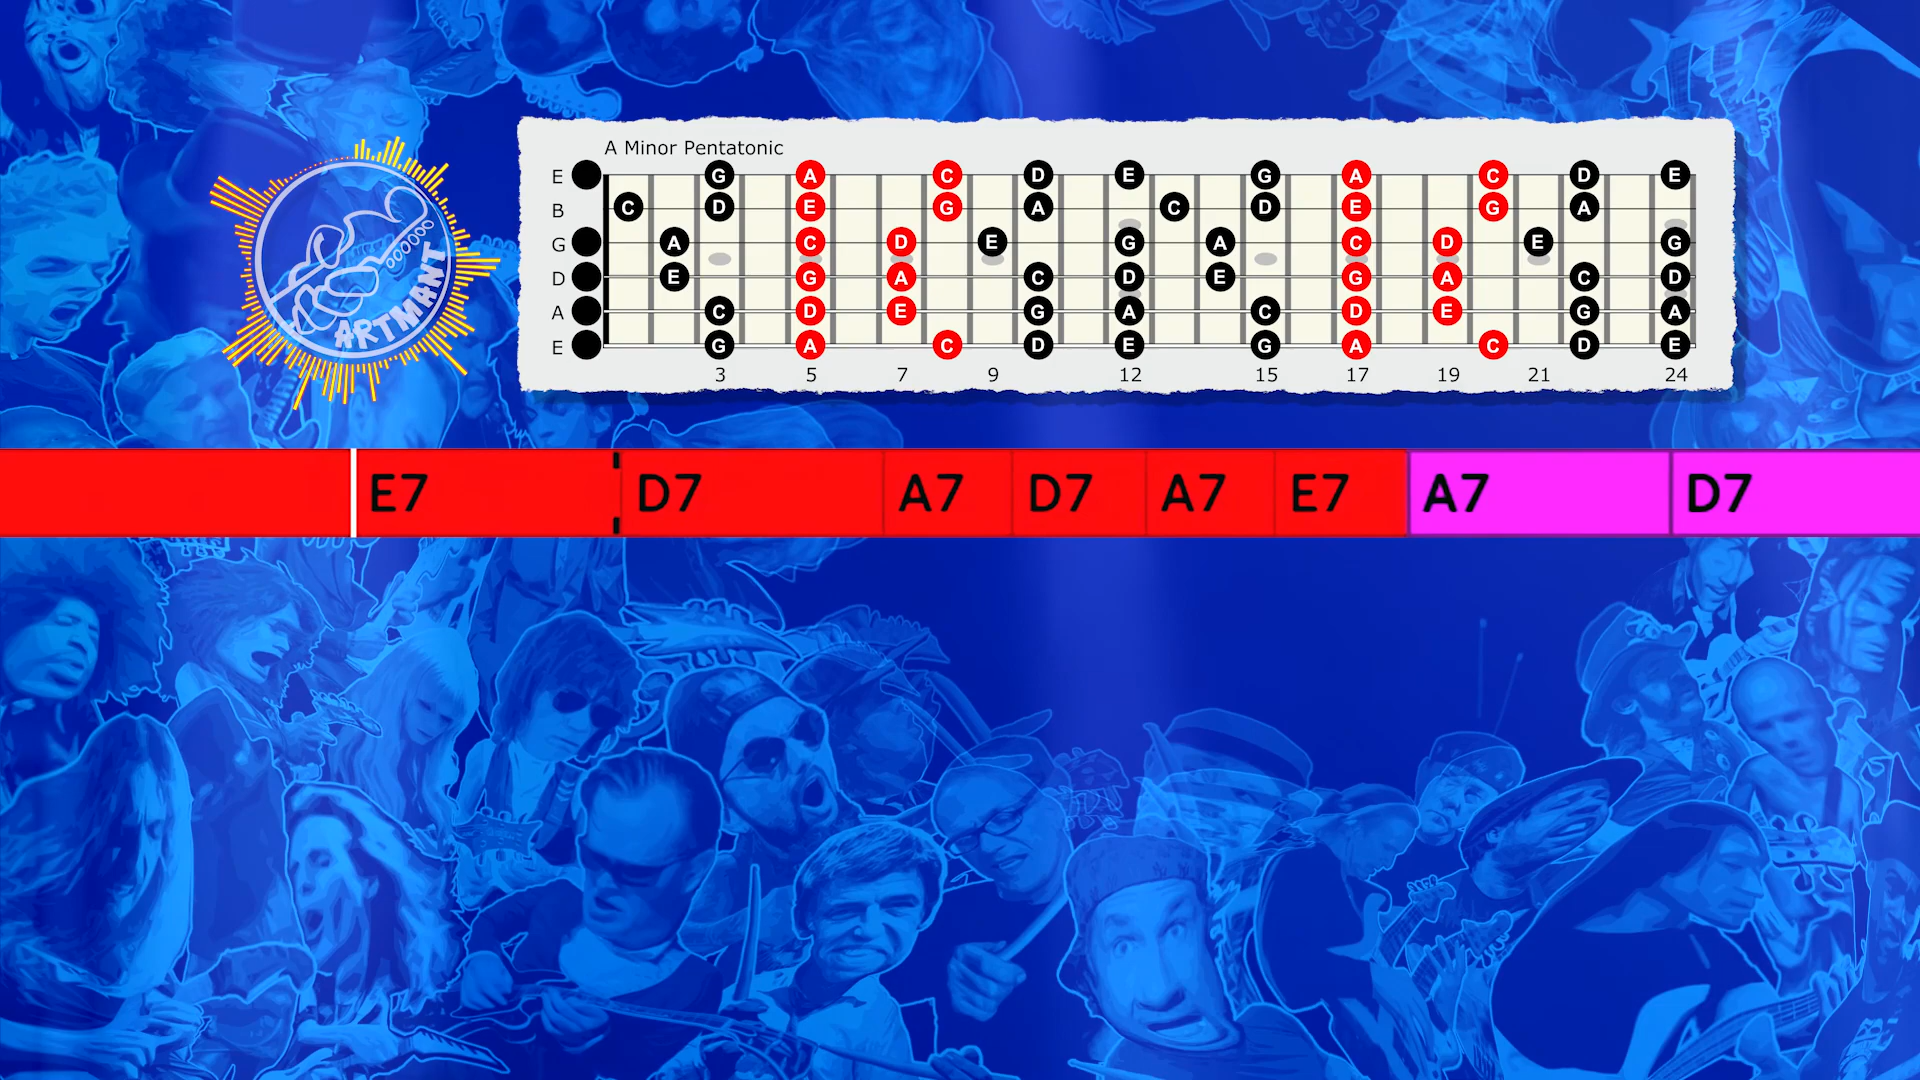 A Minor Pentatonic
E G A C D E G A C D E
B C D E G A C D E G A
G A C D E G A C D E G
D E G A C D E G A C D
A C D E G A C D E G A
E G A C D E G A C D E
3 5 7 9 12 15 17 19 21 24
ARTMANT
E7 D7 A7 D7 A7 E7 A7 D7